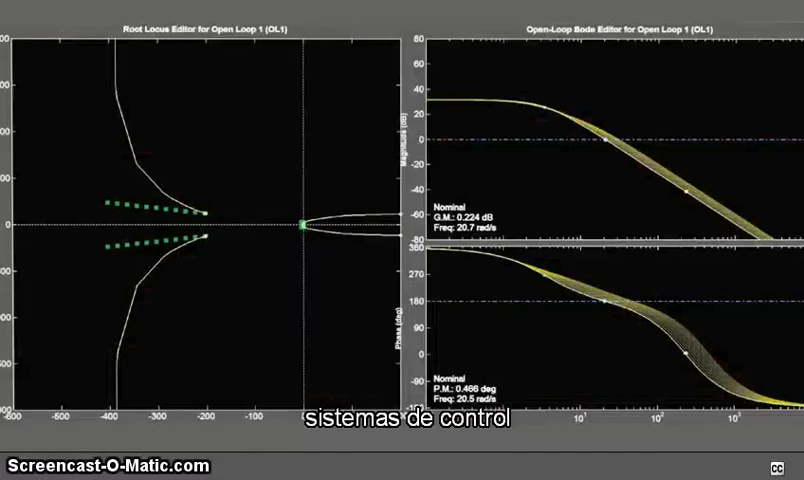 Root Locus Editor for Open Loop 1 (OL1)
Open-Loop Bode Editor for Open Loop 1 (OL1)
0
-800 -500 -400 -300 -200 -100
Magnitude (dB)
80
60
40
20
0
-20
-40
-60
-80
Nominal
G.M.: 0.224 dB
Freq: 20.7 rad/s
Phase (deg)
360
270
180
90
0
-90
Nominal
P.M.: 0.466 deg
Freq: 20.5 rad/s
10¹ 10² 10³
sistemas de control
Screencast-O-Matic.com
CC